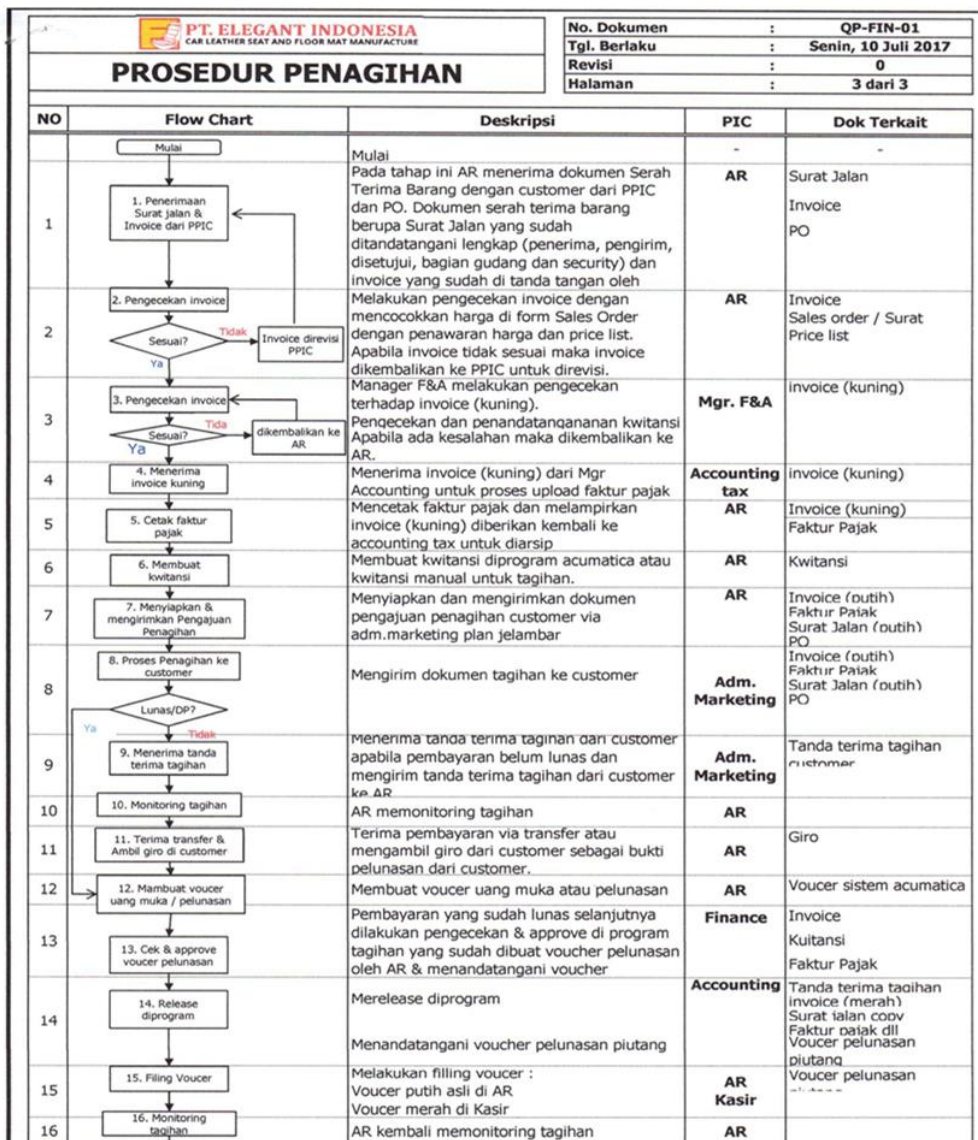 PT. ELEGANT INDONESIA
CAR LEATHER SEAT AND FLOOR MAT MANUFACTURE
PROSEDUR PENAGIHAN
No. Dokumen : QP-FIN-01
Tgl. Berlaku : Senin, 10 Juli 2017
Revisi : 0
Halaman : 3 dari 3
NO Flow Chart Deskripsi PIC Dok Terkait
Mulai
Mulai
- -
1
1. Penerimaan
Surat jalan &
Invoice dari PPIC
Pada tahap ini AR menerima dokumen Serah
Terima Barang dengan customer dari PPIC
dan PO. Dokumen serah terima barang
berupa Surat Jalan yang sudah
ditandatangani lengkap (penerima, pengirim,
disetujui, bagian gudang dan security) dan
invoice yang sudah di tanda tangan oleh
AR
Surat Jalan
Invoice
PO
2
2. Pengecekan invoice
Sesuai?
Tidak
Invoice direvisi
PPIC
Ya
Melakukan pengecekan invoice dengan
mencocokkan harga di form Sales Order
dengan penawaran harga dan price list.
Apabila invoice tidak sesuai maka invoice
dikembalikan ke PPIC untuk direvisi.
AR
Invoice
Sales order / Surat
Price list
3
3. Pengecekan invoice
Sesuai?
Tida
dikembalikan ke
AR
Ya
Manager F&A melakukan pengecekan
terhadap invoice (kuning).
Pengecekan dan penandatangananan kwitansi
Apabila ada kesalahan maka dikembalikan ke
AR.
Mgr. F&A
invoice (kuning)
4
4. Menerima
invoice kuning
Menerima invoice (kuning) dari Mgr
Accounting untuk proses upload faktur pajak
Accounting
tax
invoice (kuning)
5
5. Cetak faktur
pajak
Mencetak faktur pajak dan melampirkan
invoice (kuning) diberikan kembali ke
accounting tax untuk diarsip
AR
Invoice (kuning)
Faktur Pajak
6
6. Membuat
kwitansi
Membuat kwitansi diprogram acumatica atau
kwitansi manual untuk tagihan.
AR
Kwitansi
7
7. Menyiapkan &
mengirimkan Pengajuan
Penagihan
Menyiapkan dan mengirimkan dokumen
pengajuan penagihan customer via
adm.marketing plan jelambar
AR
Invoice (putih)
Faktur Pajak
Surat Jalan (putih)
PO
8
8. Proses Penagihan ke
customer
Lunas/DP?
Ya
Tidak
Mengirim dokumen tagihan ke customer
Adm.
Marketing
Invoice (putih)
Faktur Pajak
Surat Jalan (putih)
PO
9
9. Menerima tanda
terima tagihan
Menerima tanda terima tagihan dari customer
apabila pembayaran belum lunas dan
mengirim tanda terima tagihan dari customer
ke AR
Adm.
Marketing
Tanda terima tagihan
customer
10
10. Monitoring tagihan
AR memonitoring tagihan
AR
11
11. Terima transfer &
Ambil giro di customer
Terima pembayaran via transfer atau
mengambil giro dari customer sebagai bukti
pelunasan dari customer.
AR
Giro
12
12. Mambuat voucer
uang muka / pelunasan
Membuat voucer uang muka atau pelunasan
AR
Voucer sistem acumatica
13
13. Cek & approve
voucer pelunasan
Pembayaran yang sudah lunas selanjutnya
dilakukan pengecekan & approve di program
tagihan yang sudah dibuat voucher pelunasan
oleh AR & menandatangani voucher
Finance
Invoice
Kuitansi
Faktur Pajak
14
14. Release
diprogram
Merelease diprogram
Menandatangani voucher pelunasan piutang
Accounting
Tanda terima tagihan
invoice (merah)
Surat jalan copy
Faktur pajak dll
Voucer pelunasan
piutang
15
15. Filing Voucer
Melakukan filling voucer :
Voucer putih asli di AR
Voucer merah di Kasir
AR
Kasir
Voucer pelunasan
16
16. Monitoring
tagihan
AR kembali memonitoring tagihan
AR